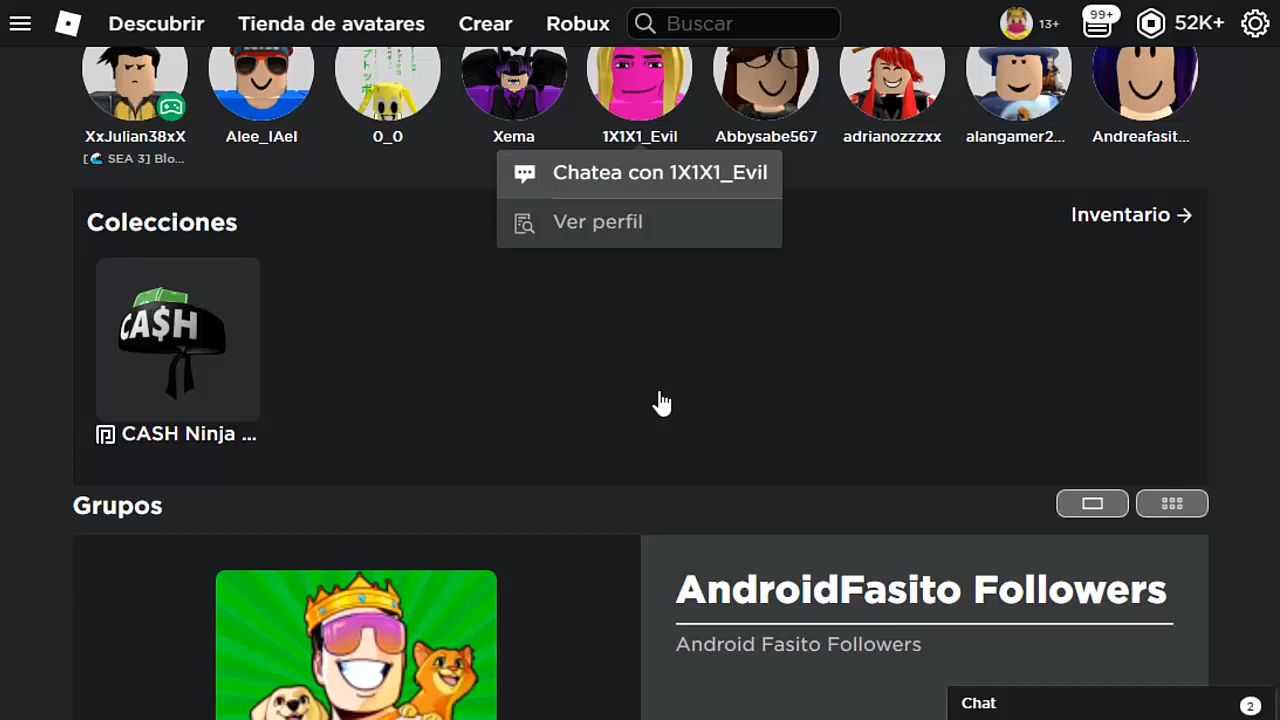 Descubrir
Tienda de avatares
Crear
Robux
Buscar
13+
99+
52K+
XxJulian38xX
Alee_IAeI
0_0
Xema
1X1X1_Evil
Abbysabe567
adrianozzzxx
alangamer2...
Andreafasit...
[🌊 SEA 3] Blo...
Chatea con 1X1X1_Evil
Ver perfil
Colecciones
Inventario →
CA$H
CASH Ninja ...
Grupos
AndroidFasito Followers
Android Fasito Followers
Chat
2